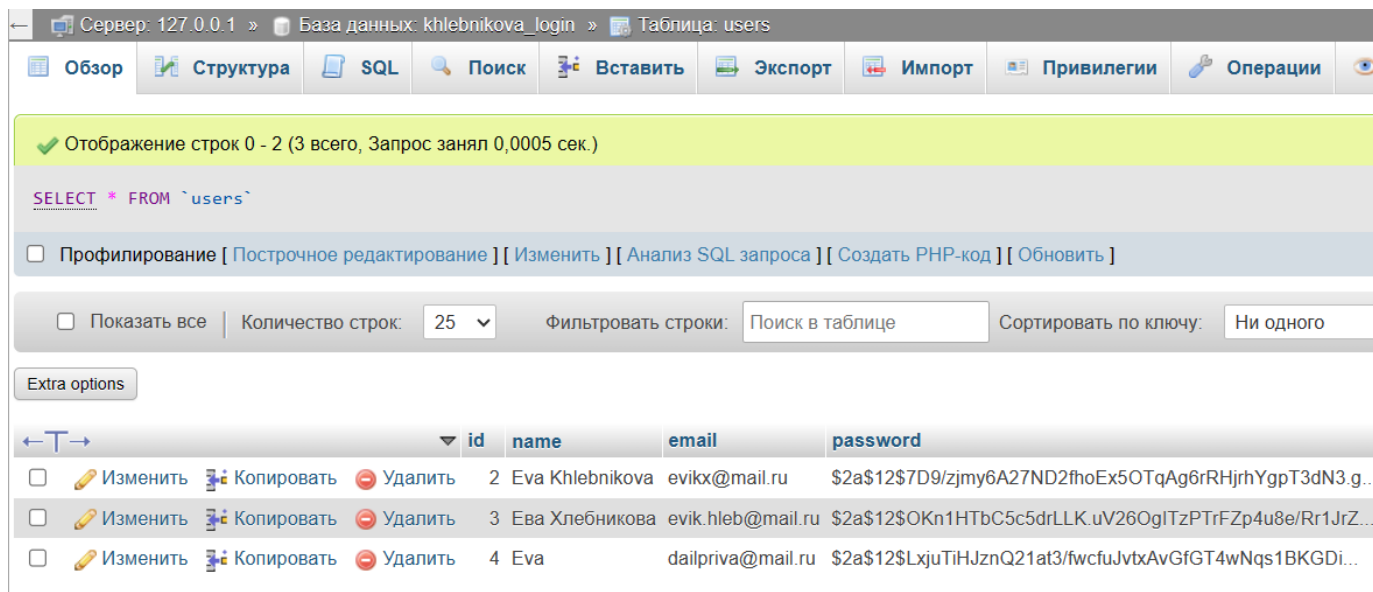 ← Сервер: 127.0.0.1 » База данных: khlebnikova_login » Таблица: users
Обзор Структура SQL Поиск Вставить Экспорт Импорт Привилегии Операции
Отображение строк 0 - 2 (3 всего, Запрос занял 0,0005 сек.)
SELECT * FROM `users`
Профилирование [ Построчное редактирование ] [ Изменить ] [ Анализ SQL запроса ] [ Создать PHP-код ] [ Обновить ]
Показать все | Количество строк: 25 Фильтровать строки: Поиск в таблице Сортировать по ключу: Ни одного
Extra options
←T→ id name email password
Изменить Копировать Удалить 2 Eva Khlebnikova evikx@mail.ru $2a$12$7D9/zjmy6A27ND2fhoEx5OTqAg6rRHjrhYgpT3dN3.g...
Изменить Копировать Удалить 3 Ева Хлебникова evik.hleb@mail.ru $2a$12$OKn1HTbC5c5drLLK.uV26OgITzPTrFZp4u8e/Rr1JrZ...
Изменить Копировать Удалить 4 Eva dailpriva@mail.ru $2a$12$LxjuTiHJznQ21at3/fwcfuJvtxAvGfGT4wNqs1BKGDi...